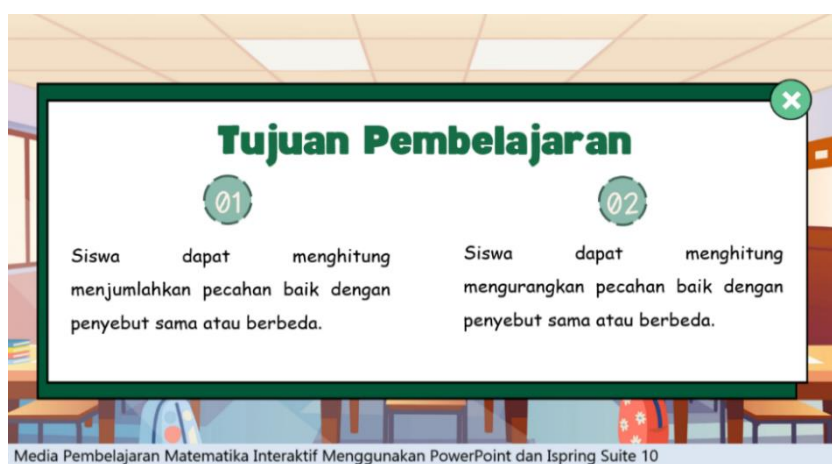 Tujuan Pembelajaran
01
Siswa dapat menghitung
menjumlahkan pecahan baik dengan
penyebut sama atau berbeda.
02
Siswa dapat menghitung
mengurangkan pecahan baik dengan
penyebut sama atau berbeda.
Media Pembelajaran Matematika Interaktif Menggunakan PowerPoint dan Ispring Suite 10